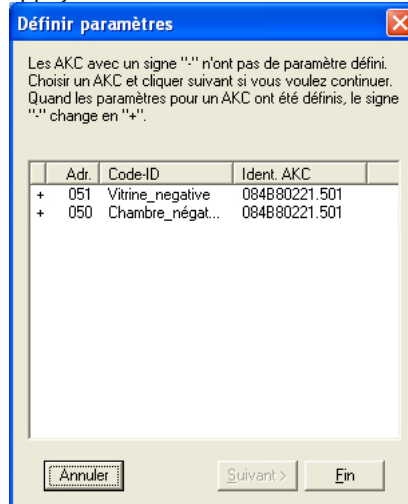 Définir paramètres
Les AKC avec un signe "-" n'ont pas de paramètre défini.
Choisir un AKC et cliquer suivant si vous voulez continuer.
Quand les paramètres pour un AKC ont été définis, le signe
"-" change en "+".
Adr. Code-ID Ident. AKC
+ 051 Vitrine_negative 084B80221.501
+ 050 Chambre_négat... 084B80221.501
Annuler Suivant > Fin